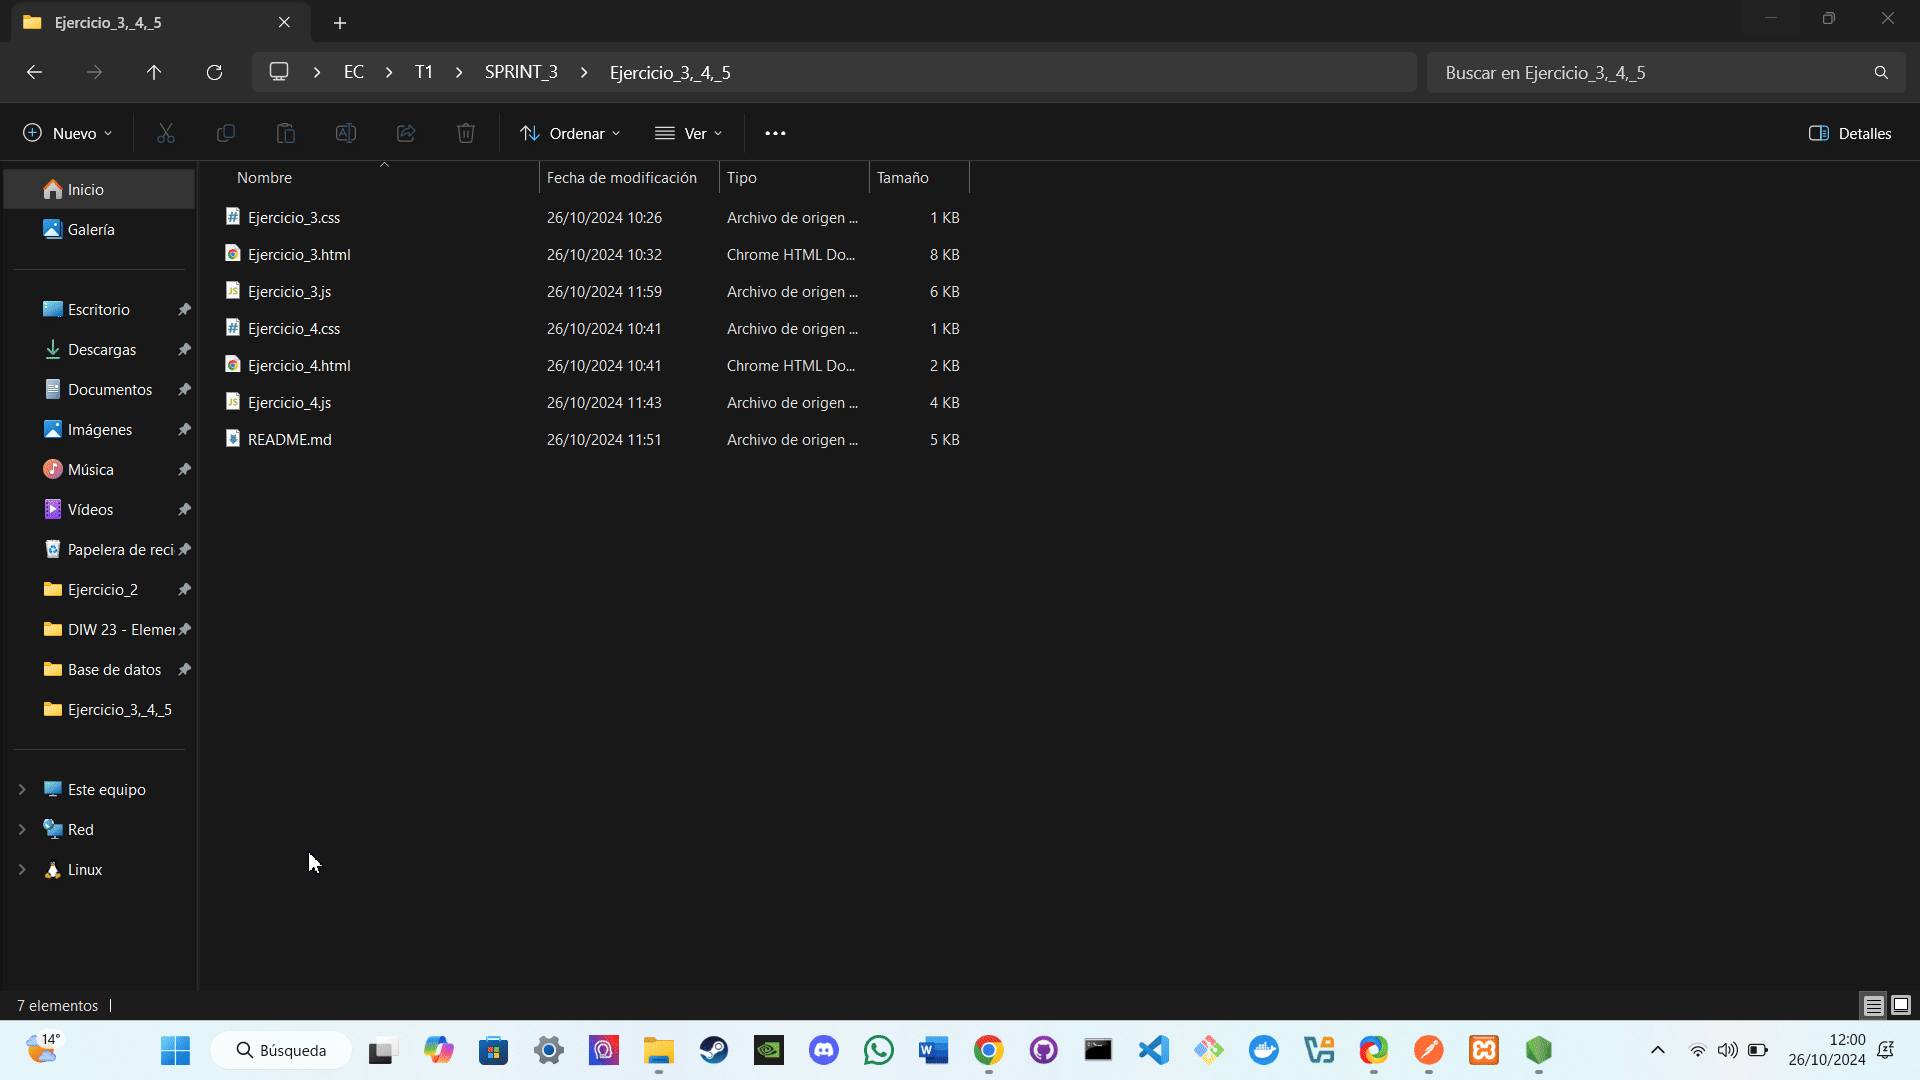 Ejercicio_3,_4,_5
EC
T1
SPRINT_3
Ejercicio_3,_4,_5
Buscar en Ejercicio_3,_4,_5
Nuevo
Ordenar
Ver
Detalles
Inicio
Galería
Escritorio
Descargas
Documentos
Imágenes
Música
Vídeos
Papelera de reci
Ejercicio_2
DIW 23 - Elemer
Base de datos
Ejercicio_3,_4,_5
Este equipo
Red
Linux
Nombre Fecha de modificación Tipo Tamaño
Ejercicio_3.css 26/10/2024 10:26 Archivo de origen ... 1 KB
Ejercicio_3.html 26/10/2024 10:32 Chrome HTML Do... 8 KB
Ejercicio_3.js 26/10/2024 11:59 Archivo de origen ... 6 KB
Ejercicio_4.css 26/10/2024 10:41 Archivo de origen ... 1 KB
Ejercicio_4.html 26/10/2024 10:41 Chrome HTML Do... 2 KB
Ejercicio_4.js 26/10/2024 11:43 Archivo de origen ... 4 KB
README.md 26/10/2024 11:51 Archivo de origen ... 5 KB
7 elementos
14°
Búsqueda
12:00
26/10/2024